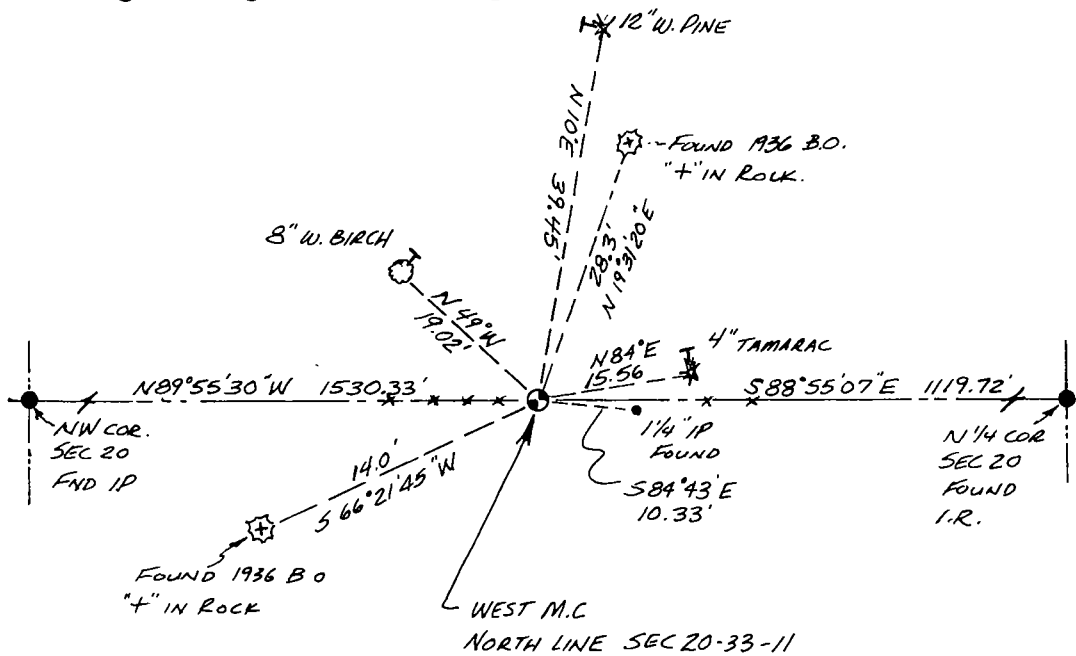 12" W. PINE
N 10°E 39.45'
FOUND 1936 B.O.
"+" IN ROCK.
28.3'
N 19°31'20"E
8" W. BIRCH
N 49°W
19.02'
4" TAMARAC
N84°E
15.56
N89°55'30"W 1530.33'
S88°55'07"E 1119.72'
NW COR.
SEC 20
FND IP
1 1/4" IP
FOUND
N 1/4 COR
SEC 20
FOUND
I.R.
S84°43'E
10.33'
14.0'
S 66°21'45"W
FOUND 1936 B O
"+" IN ROCK
WEST M.C
NORTH LINE SEC 20-33-11